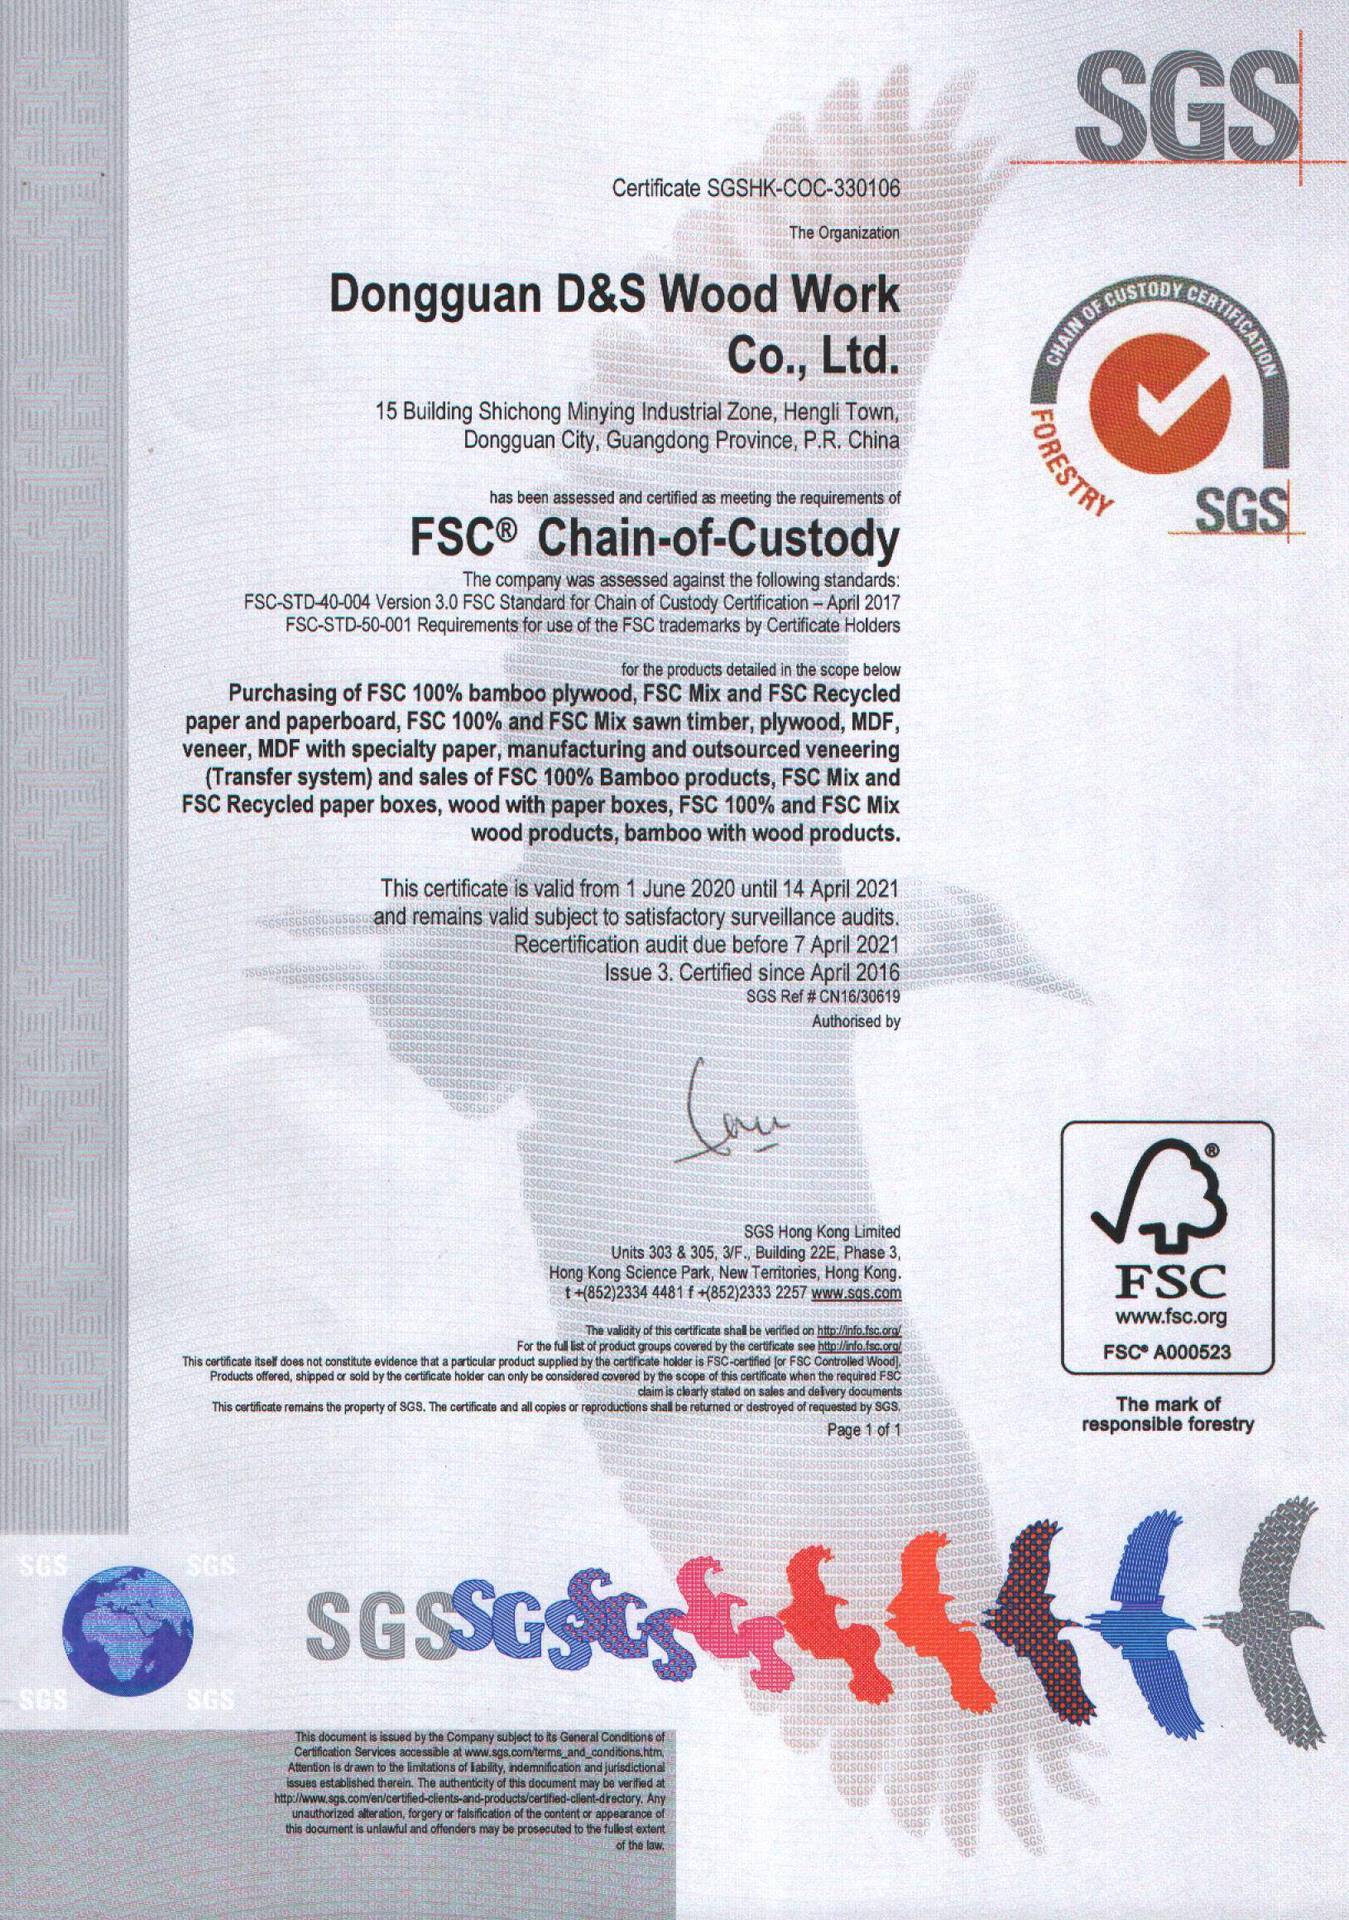 SGS
Certificate SGSHK-COC-330106
The Organization
Dongguan D&S Wood Work
Co., Ltd.
15 Building Shichong Minying Industrial Zone, Hengli Town,
Dongguan City, Guangdong Province, P.R. China
CHAIN OF CUSTODY CERTIFICATION
FORESTRY
SGS
has been assessed and certified as meeting the requirements of
FSC® Chain-of-Custody
The company was assessed against the following standards:
FSC-STD-40-004 Version 3.0 FSC Standard for Chain of Custody Certification – April 2017
FSC-STD-50-001 Requirements for use of the FSC trademarks by Certificate Holders
for the products detailed in the scope below
Purchasing of FSC 100% bamboo plywood, FSC Mix and FSC Recycled
paper and paperboard, FSC 100% and FSC Mix sawn timber, plywood, MDF,
veneer, MDF with specialty paper, manufacturing and outsourced veneering
(Transfer system) and sales of FSC 100% Bamboo products, FSC Mix and
FSC Recycled paper boxes, wood with paper boxes, FSC 100% and FSC Mix
wood products, bamboo with wood products.
This certificate is valid from 1 June 2020 until 14 April 2021
and remains valid subject to satisfactory surveillance audits.
Recertification audit due before 7 April 2021
Issue 3. Certified since April 2016
SGS Ref # CN16/30619
Authorised by
SGS Hong Kong Limited
Units 303 & 305, 3/F., Building 22E, Phase 3,
Hong Kong Science Park, New Territories, Hong Kong.
t +(852)2334 4481 f +(852)2333 2257 www.sgs.com
The validity of this certificate shall be verified on http://info.fsc.org/
For the full list of product groups covered by the certificate see http://info.fsc.org/
This certificate itself does not constitute evidence that a particular product supplied by the certificate holder is FSC-certified [or FSC Controlled Wood].
Products offered, shipped or sold by the certificate holder can only be considered covered by the scope of this certificate when the required FSC
claim is clearly stated on sales and delivery documents
This certificate remains the property of SGS. The certificate and all copies or reproductions shall be returned or destroyed of requested by SGS.
Page 1 of 1
®
FSC
www.fsc.org
FSC® A000523
The mark of
responsible forestry
SGS SGS
SGS SGS
SGS SGS SGS
This document is issued by the Company subject to its General Conditions of
Certification Services accessible at www.sgs.com/terms_and_conditions.htm.
Attention is drawn to the limitations of liability, indemnification and jurisdictional
issues established therein. The authenticity of this document may be verified at
http://www.sgs.com/en/certified-clients-and-products/certified-client-directory. Any
unauthorized alteration, forgery or falsification of the content or appearance of
this document is unlawful and offenders may be prosecuted to the fullest extent
of the law.